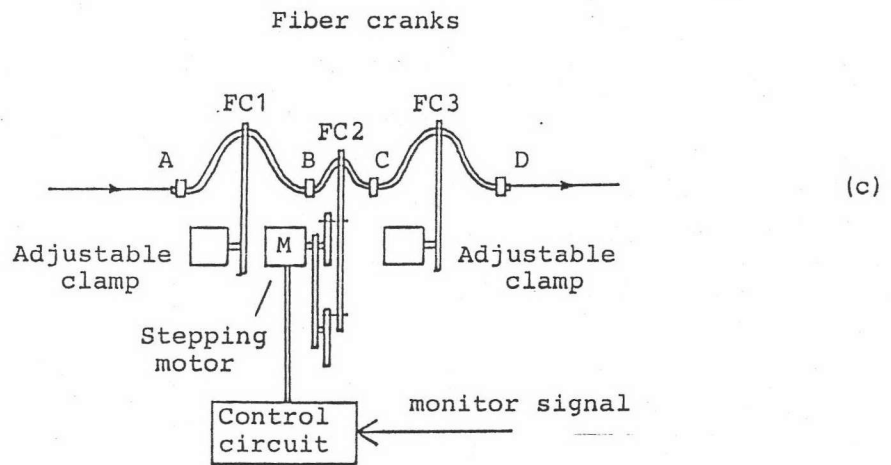 Fiber cranks
FC1
FC2
FC3
A
B
C
D
(c)
M
Adjustable
clamp
Adjustable
clamp
Stepping
motor
Control
circuit
monitor signal